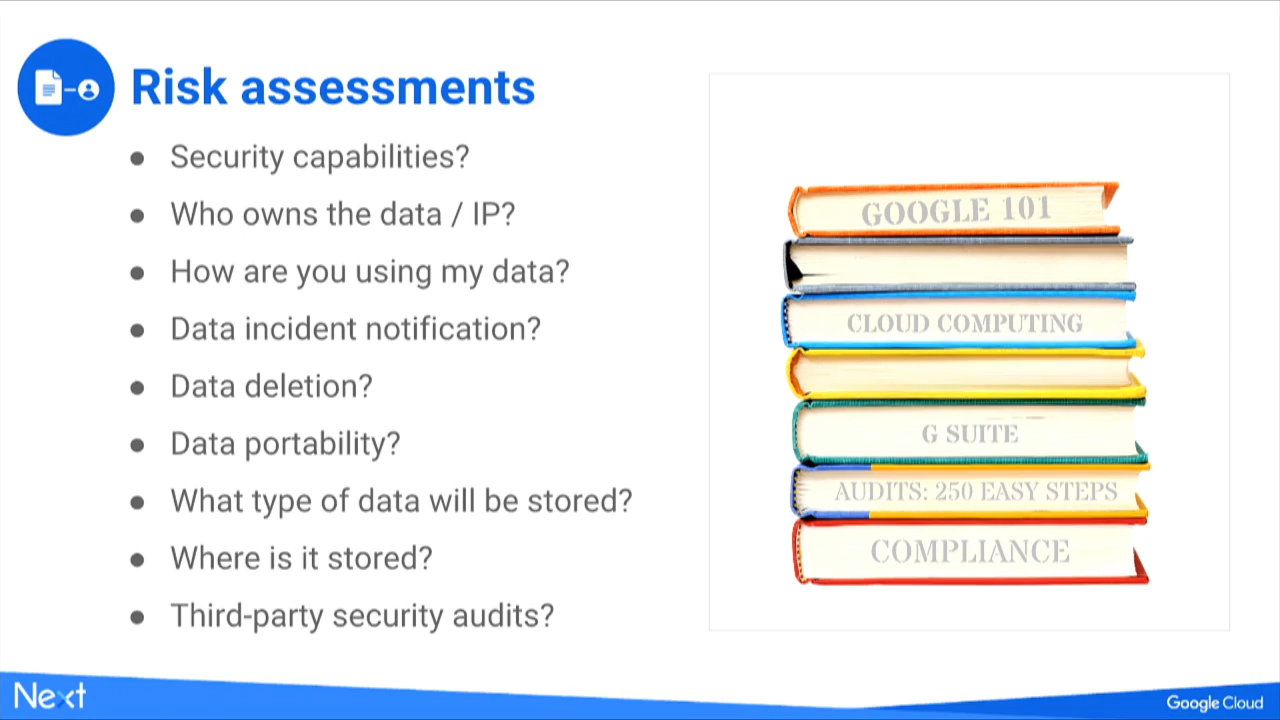 Risk assessments
Security capabilities?
Who owns the data / IP?
How are you using my data?
Data incident notification?
Data deletion?
Data portability?
What type of data will be stored?
Where is it stored?
Third-party security audits?
GOOGLE 101
CLOUD COMPUTING
G SUITE
AUDITS: 250 EASY STEPS
COMPLIANCE
Next
Google Cloud